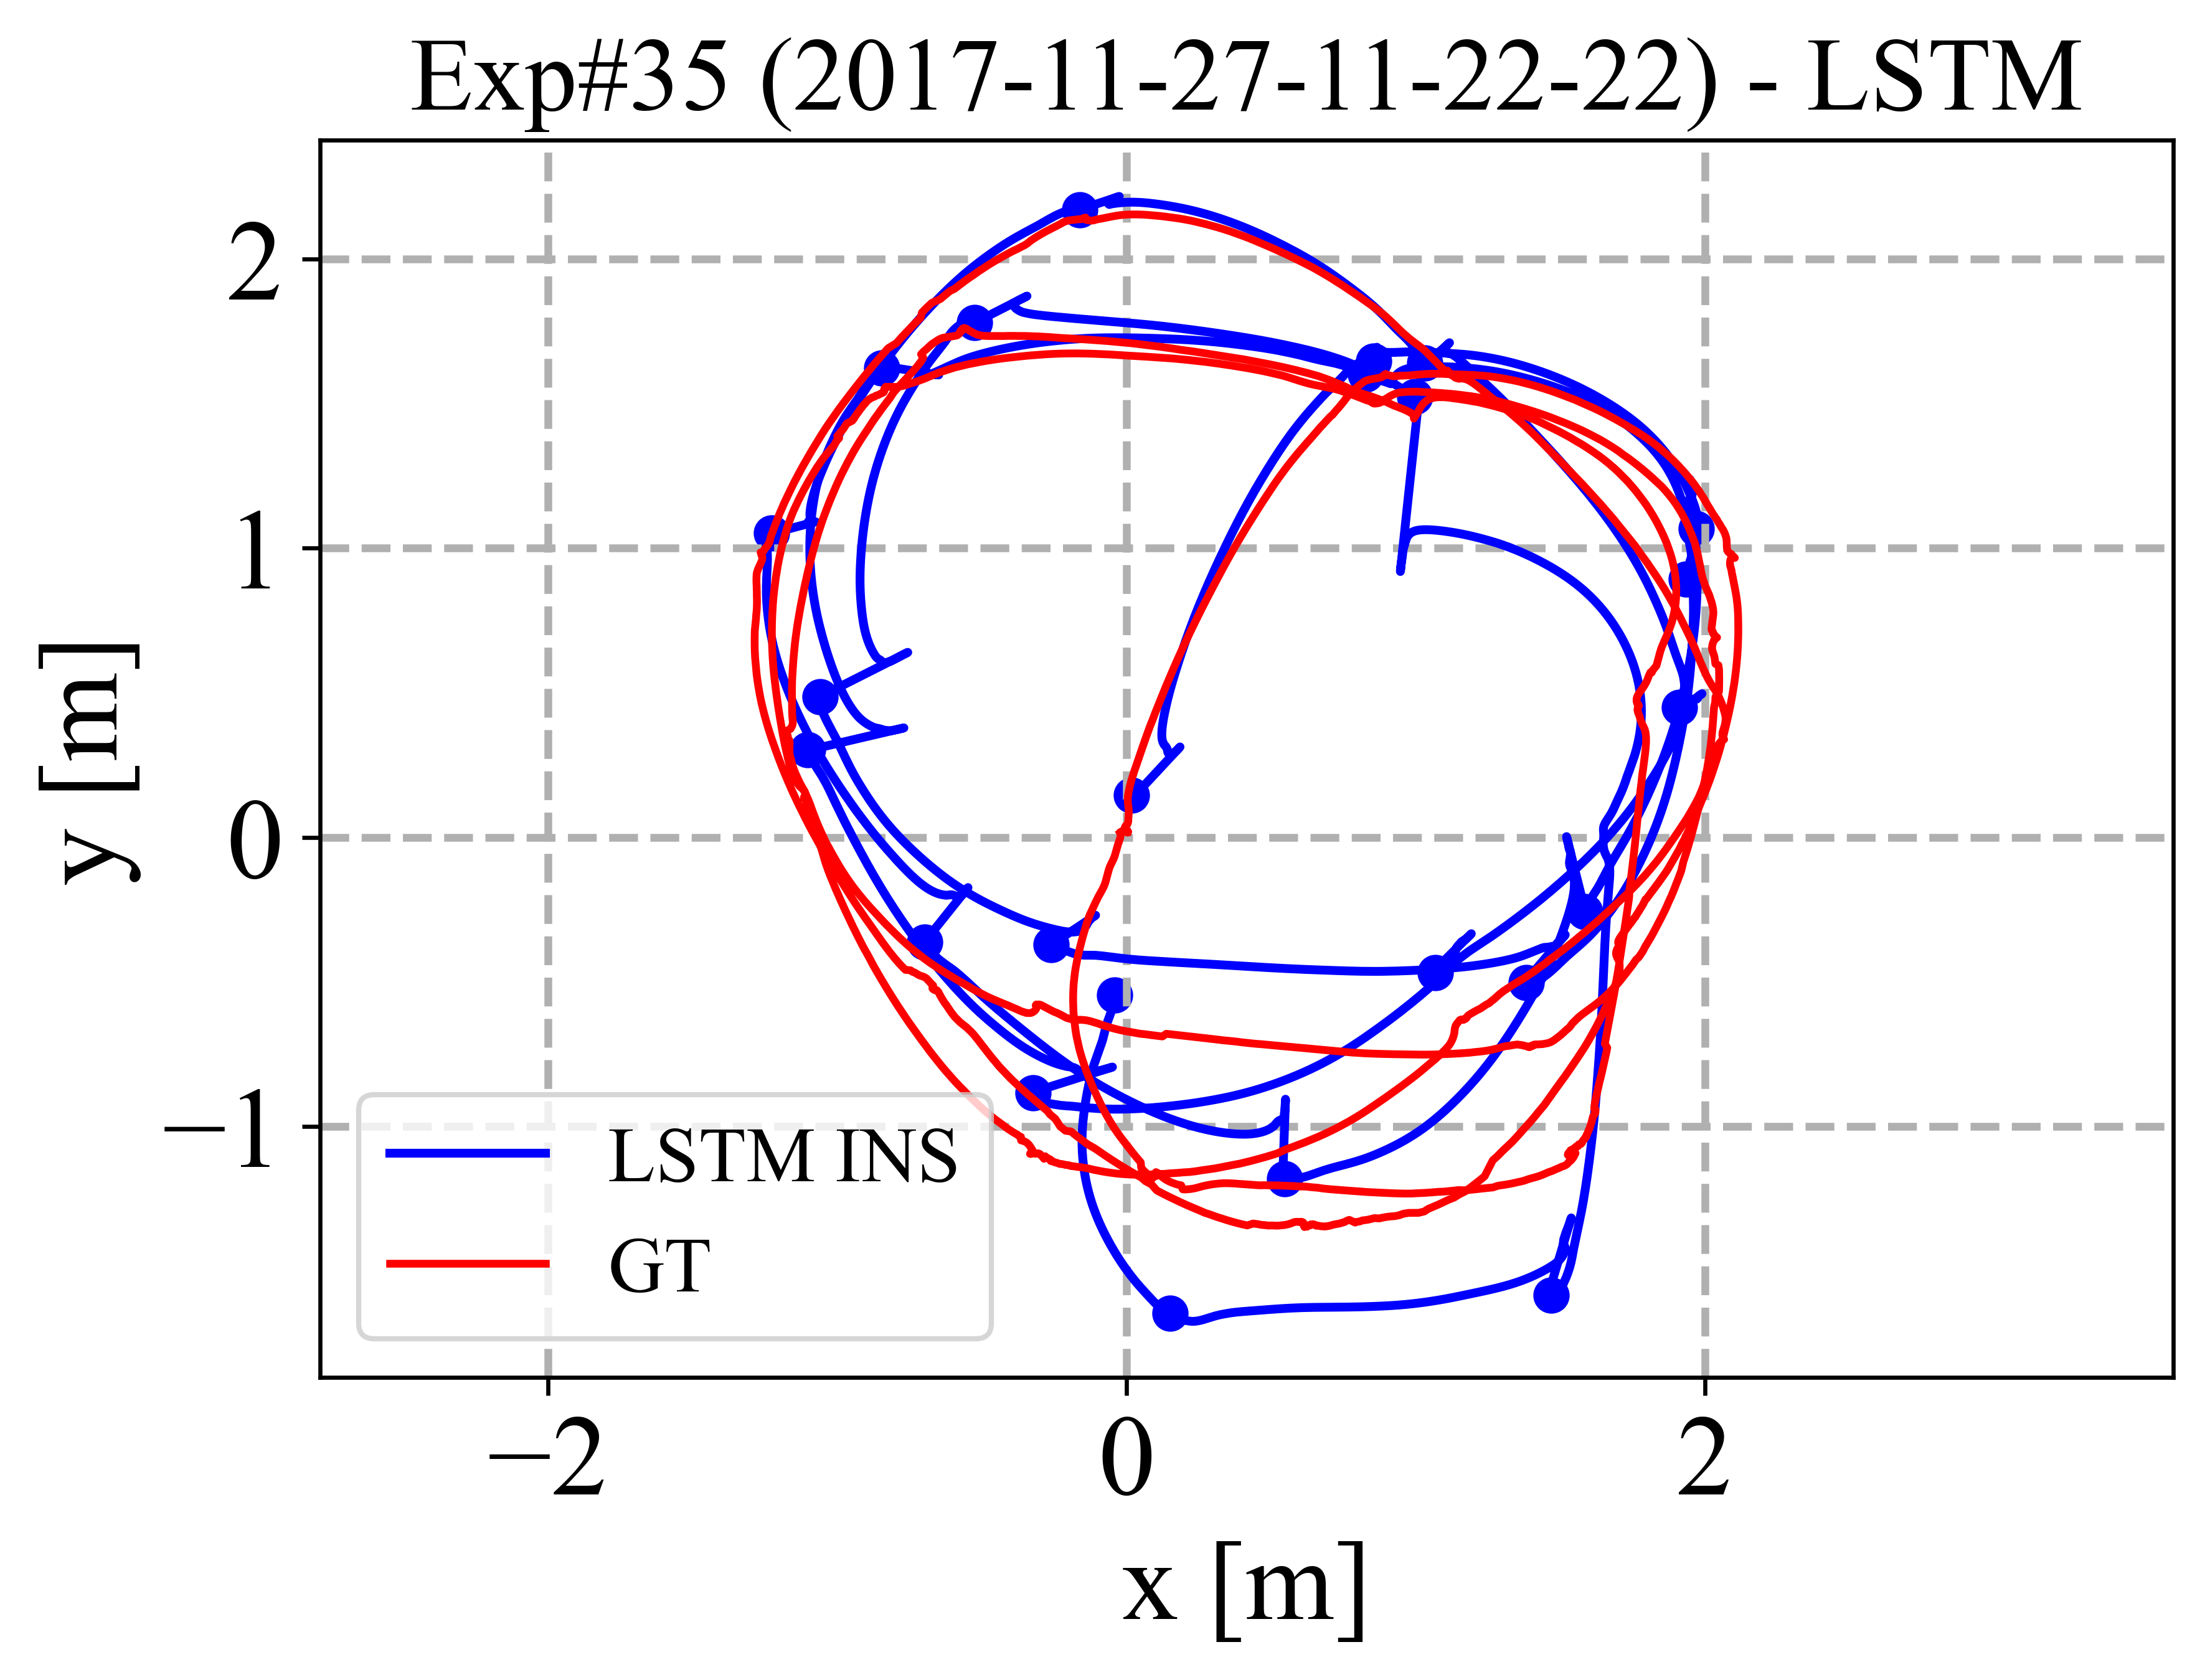 Exp#35 (2017-11-27-11-22-22) - LSTM
2
1
0
−1
y [m]
LSTM INS
GT
−2
0
2
x [m]